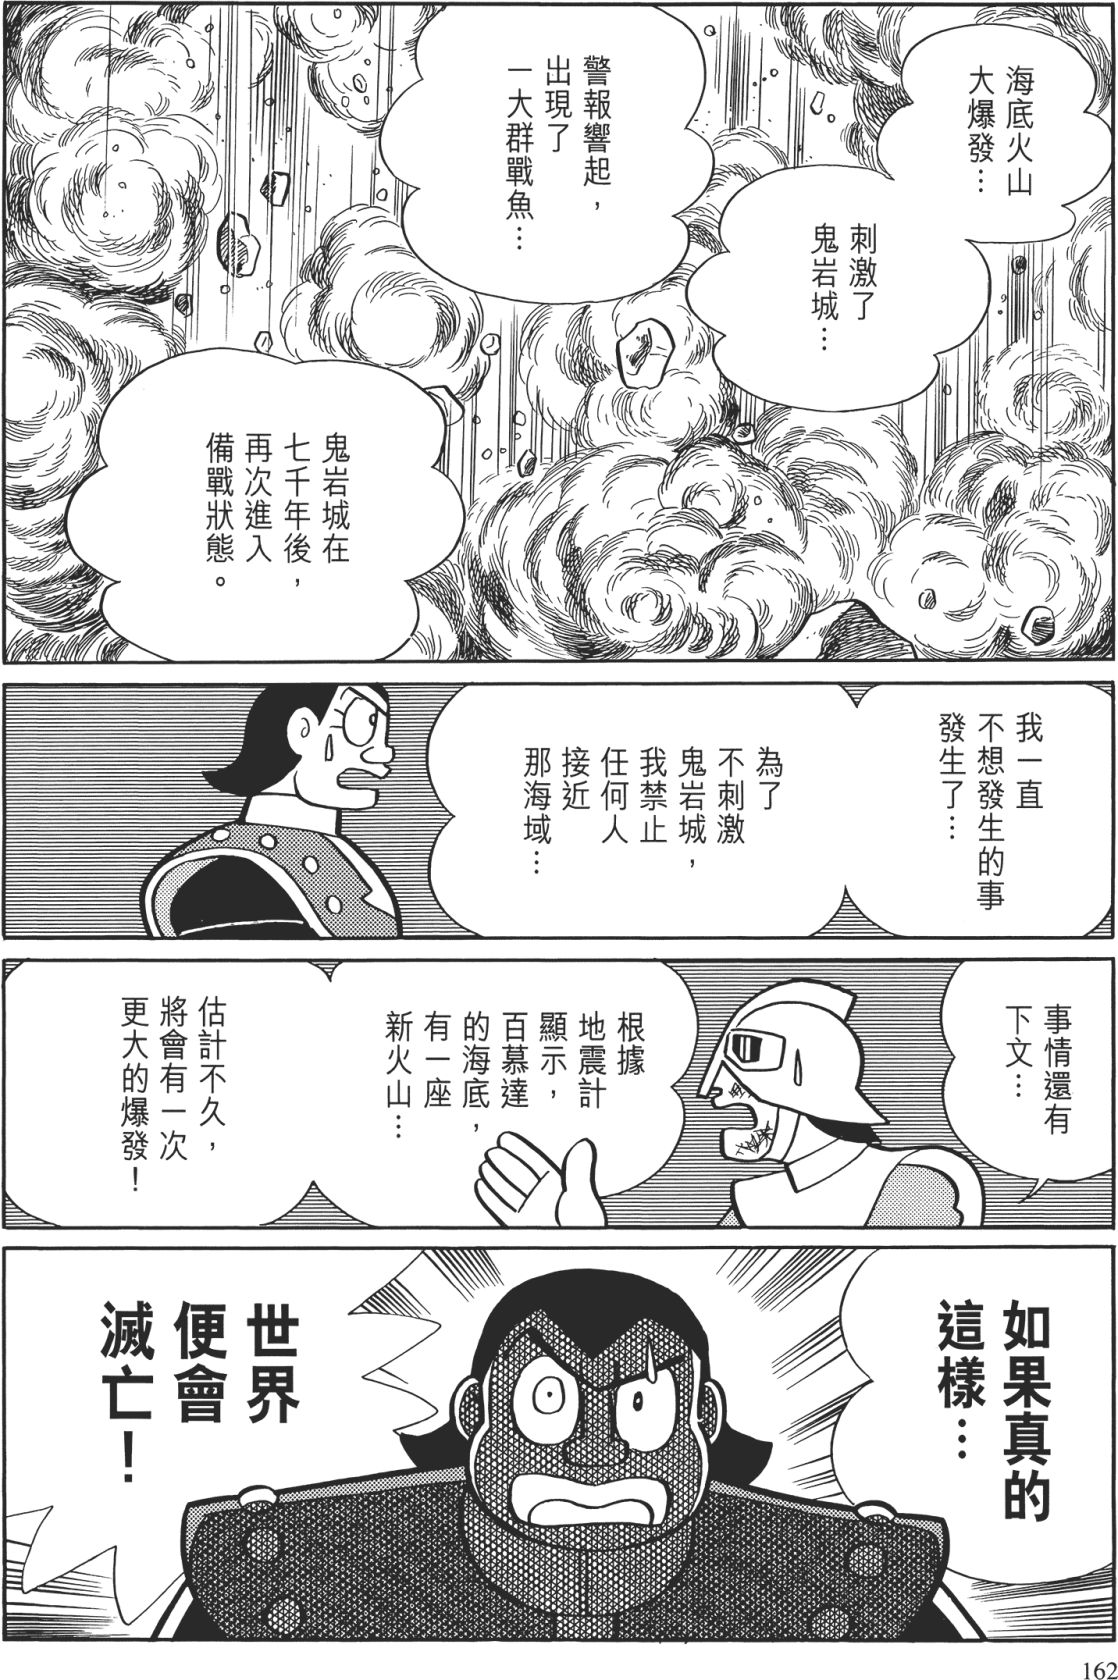 海底火山
大爆發…
刺激了
鬼岩城…
警報響起，
出現了
一大群戰魚…
鬼岩城在
七千年後，
再次進入
備戰狀態。
我一直
不想發生的事
發生了…
為了
不刺激
鬼岩城，
我禁止
任何人
接近
那海域…
事情還有
下文…
根據
地震計
顯示，
百慕達
的海底，
有一座
新火山…
估計不久，
將會有一次
更大的爆發！
如果真的
這樣…
世界
便會
滅亡！
162